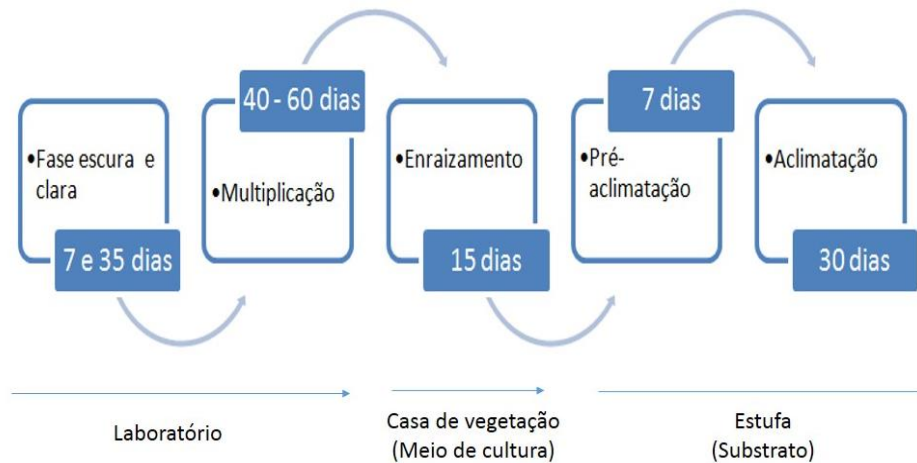 •Fase escura e
clara
7 e 35 dias
40 - 60 dias
•Multiplicação
•Enraizamento
15 dias
7 dias
•Pré-
aclimatação
•Aclimatação
30 dias
Laboratório
Casa de vegetação
(Meio de cultura)
Estufa
(Substrato)